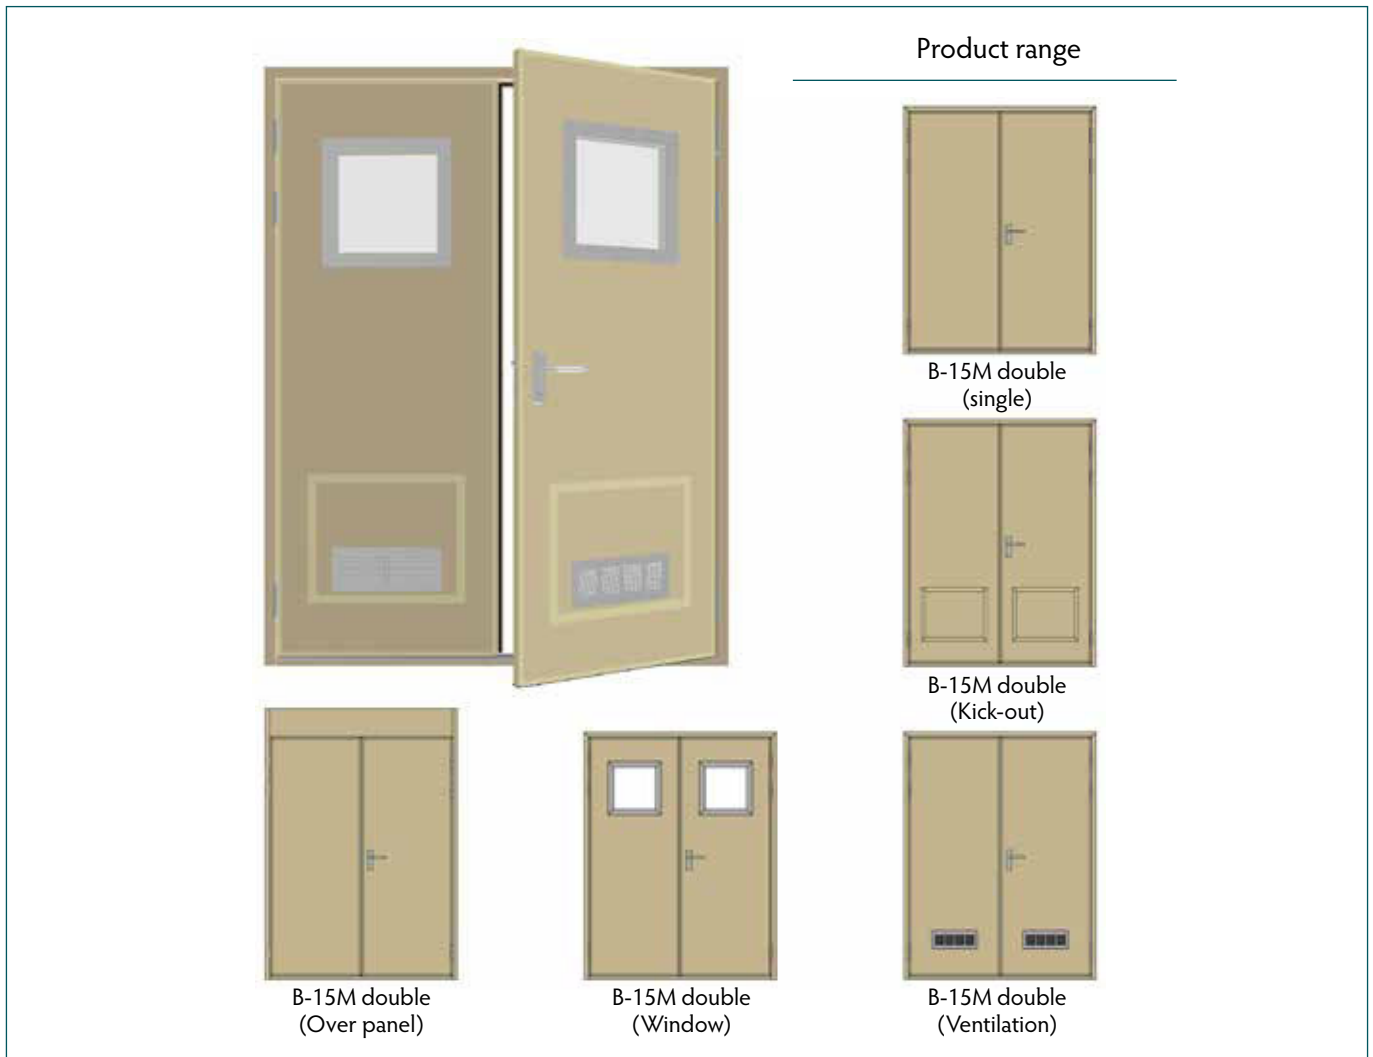 Product range
B-15M double
(single)
B-15M double
(Kick-out)
B-15M double
(Over panel)
B-15M double
(Window)
B-15M double
(Ventilation)